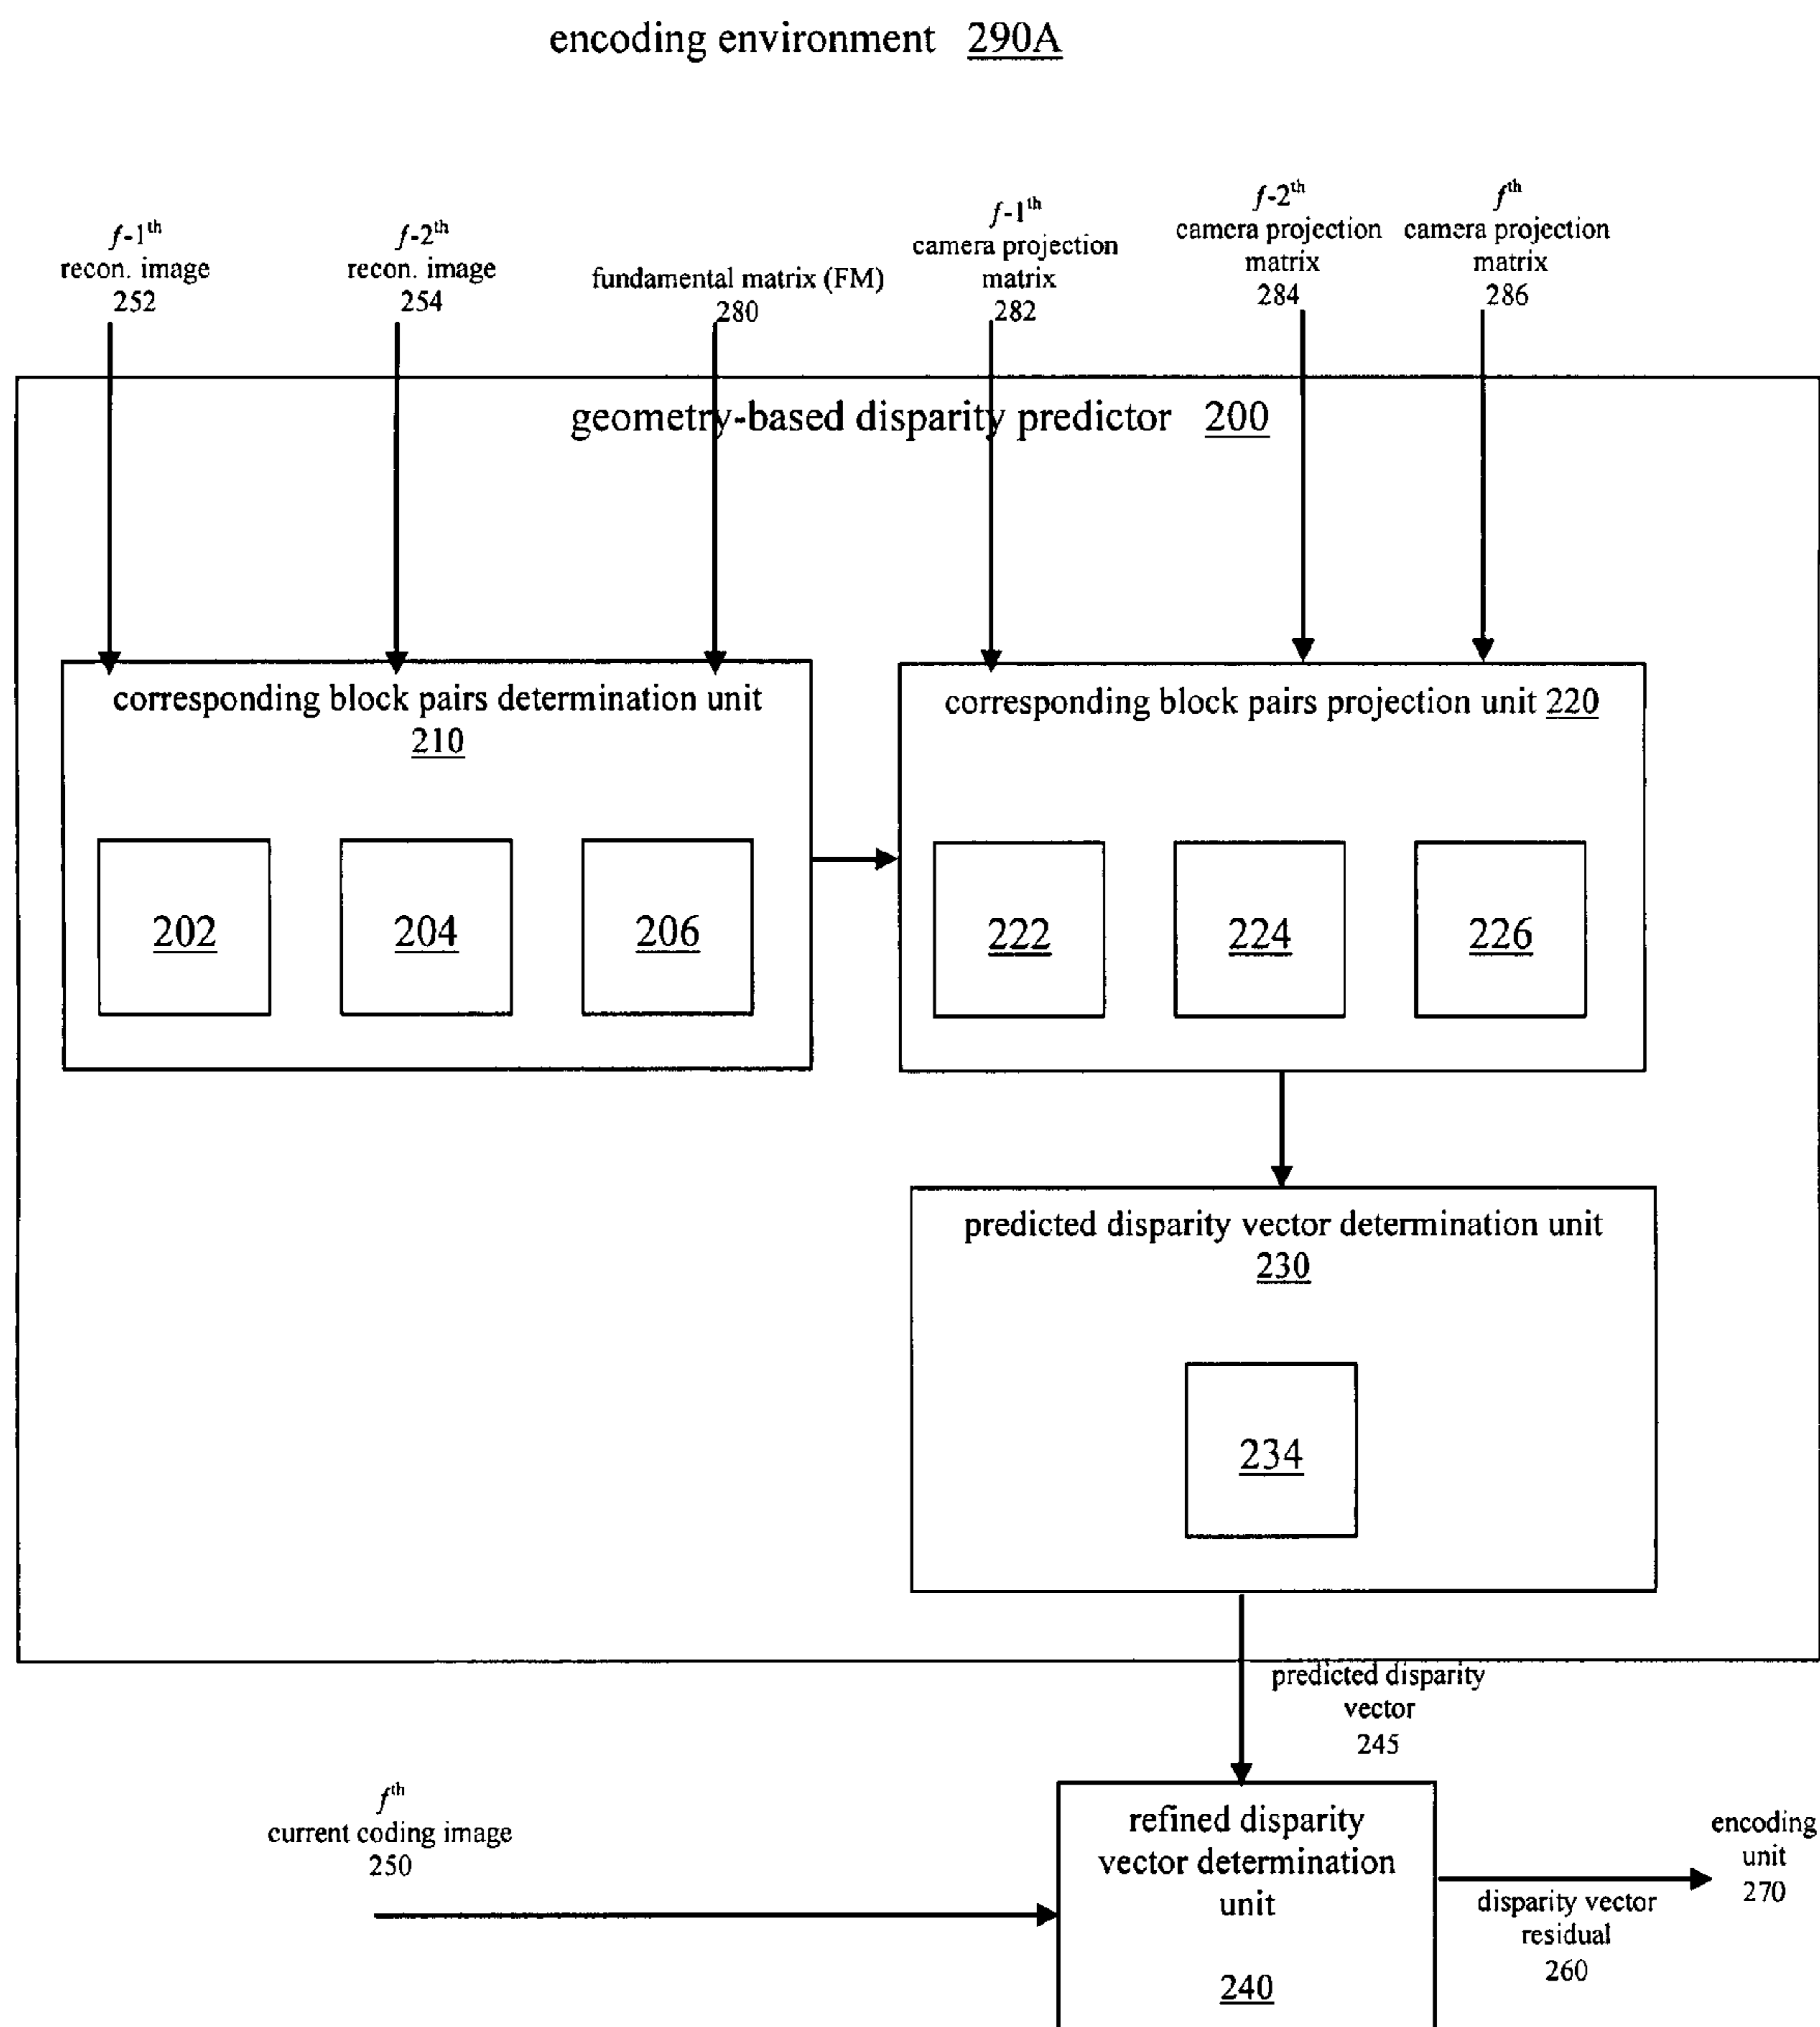 encoding environment 290A
f-1th
recon. image
252
f-2th
recon. image
254
fundamental matrix (FM)
280
f-1th
camera projection
matrix
282
f-2th
camera projection
matrix
284
fth
camera projection
matrix
286
geometry-based disparity predictor 200
corresponding block pairs determination unit
210
202
204
206
corresponding block pairs projection unit 220
222
224
226
predicted disparity vector determination unit
230
234
predicted disparity
vector
245
fth
current coding image
250
refined disparity
vector determination
unit
240
disparity vector
residual
260
encoding
unit
270